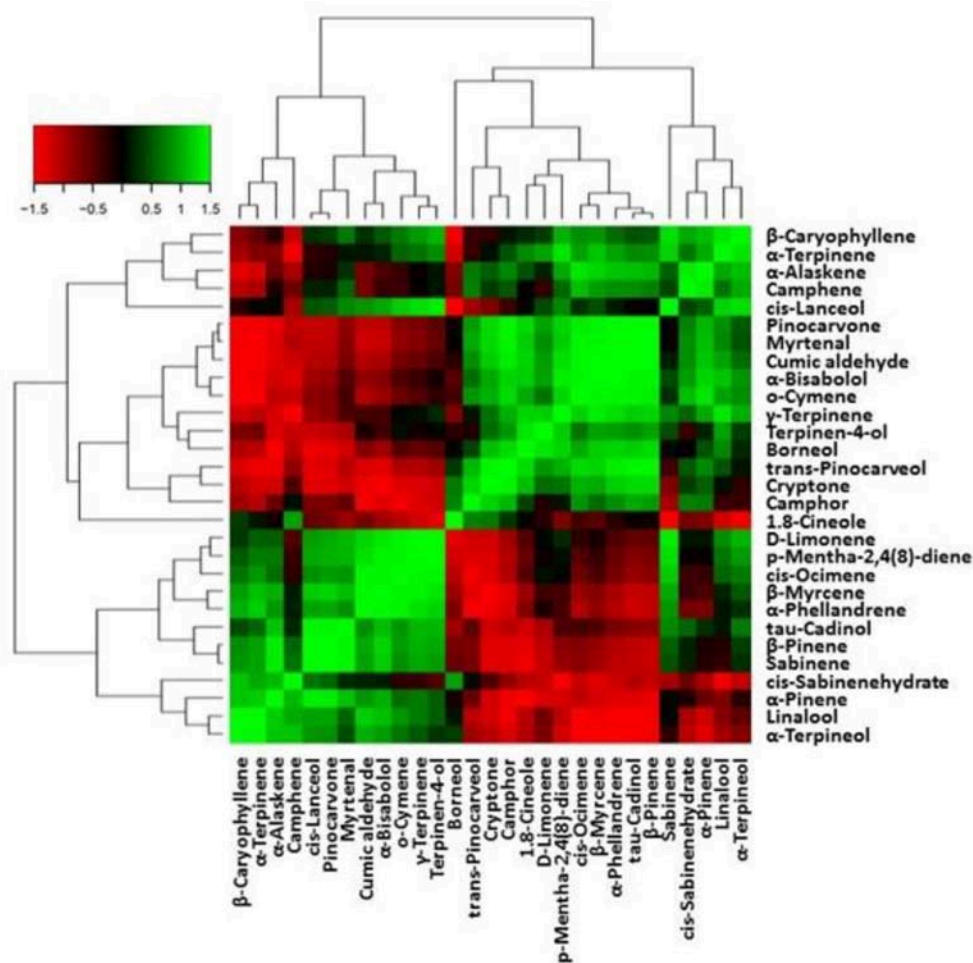 −1.5 −0.5 0.5 1 1.5
β-Caryophyllene
α-Terpinene
α-Alaskene
Camphene
cis-Lanceol
Pinocarvone
Myrtenal
Cumic aldehyde
α-Bisabolol
o-Cymene
γ-Terpinene
Terpinen-4-ol
Borneol
trans-Pinocarveol
Cryptone
Camphor
1.8-Cineole
D-Limonene
p-Mentha-2,4(8)-diene
cis-Ocimene
β-Myrcene
α-Phellandrene
tau-Cadinol
β-Pinene
Sabinene
cis-Sabinenehydrate
α-Pinene
Linalool
α-Terpineol
β-Caryophyllene
α-Terpinene
α-Alaskene
Camphene
cis-Lanceol
Pinocarvone
Myrtenal
Cumic aldehyde
α-Bisabolol
o-Cymene
γ-Terpinene
Terpinen-4-ol
Borneol
trans-Pinocarveol
Cryptone
Camphor
1.8-Cineole
D-Limonene
p-Mentha-2,4(8)-diene
cis-Ocimene
β-Myrcene
α-Phellandrene
tau-Cadinol
β-Pinene
Sabinene
cis-Sabinenehydrate
α-Pinene
Linalool
α-Terpineol